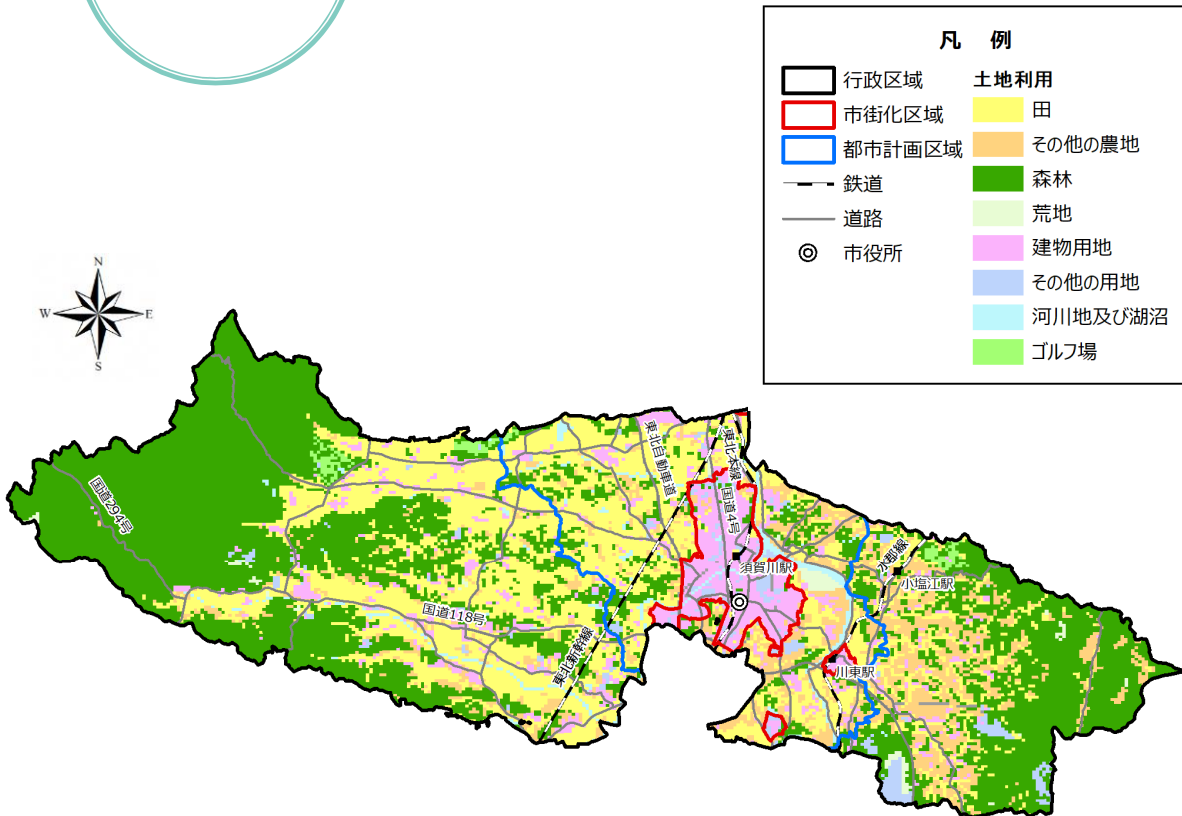 凡 例
行政区域
市街化区域
都市計画区域
鉄道
道路
市役所
土地利用
田
その他の農地
森林
荒地
建物用地
その他の用地
河川地及び湖沼
ゴルフ場
N
W
E
S
国道294号
東北自動車道
東北本線
国道4号
須賀川駅
水郡線
小塩江駅
国道118号
東北新幹線
川東駅